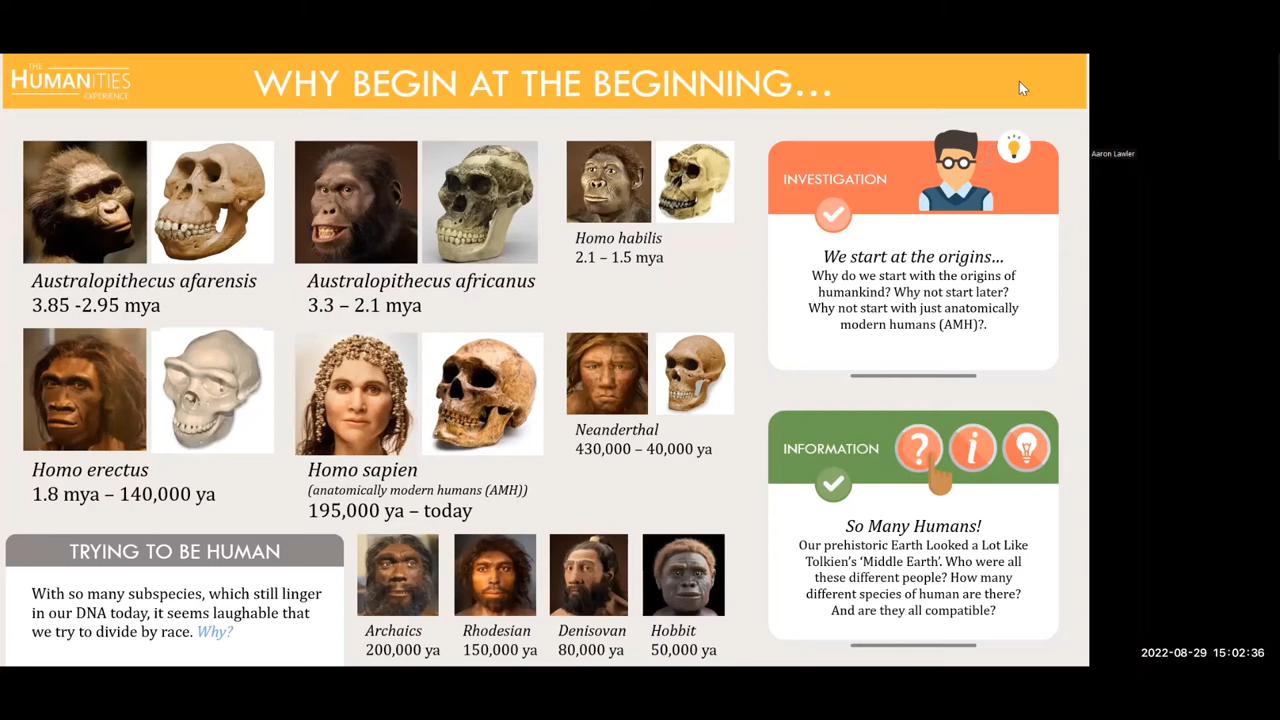 THE
HUMANITIES
EXPERIENCE
WHY BEGIN AT THE BEGINNING...
Australopithecus afarensis
3.85 -2.95 mya
Australopithecus africanus
3.3 – 2.1 mya
Homo habilis
2.1 – 1.5 mya
Homo erectus
1.8 mya – 140,000 ya
Homo sapien
(anatomically modern humans (AMH))
195,000 ya – today
Neanderthal
430,000 – 40,000 ya
TRYING TO BE HUMAN
With so many subspecies, which still linger
in our DNA today, it seems laughable that
we try to divide by race. Why?
Archaics
200,000 ya
Rhodesian
150,000 ya
Denisovan
80,000 ya
Hobbit
50,000 ya
INVESTIGATION
We start at the origins...
Why do we start with the origins of
humankind? Why not start later?
Why not start with just anatomically
modern humans (AMH)?.
INFORMATION
? i
So Many Humans!
Our prehistoric Earth Looked a Lot Like
Tolkien's 'Middle Earth'. Who were all
these different people? How many
different species of human are there?
And are they all compatible?
Aaron Lawler
2022-08-29 15:02:36